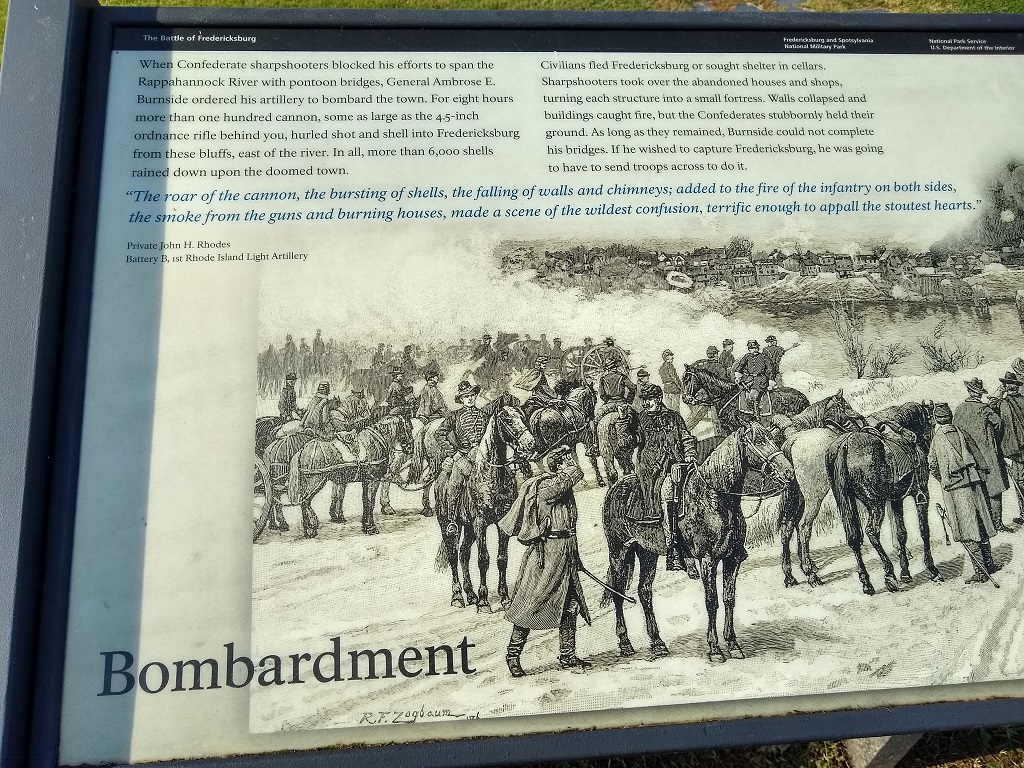 The Battle of Fredericksburg
Fredericksburg and Spotsylvania
National Military Park
National Park Service
U.S. Department of the Interior
When Confederate sharpshooters blocked his efforts to span the
Rappahannock River with pontoon bridges, General Ambrose E.
Burnside ordered his artillery to bombard the town. For eight hours
more than one hundred cannon, some as large as the 4.5-inch
ordnance rifle behind you, hurled shot and shell into Fredericksburg
from these bluffs, east of the river. In all, more than 6,000 shells
rained down upon the doomed town.
Civilians fled Fredericksburg or sought shelter in cellars.
Sharpshooters took over the abandoned houses and shops,
turning each structure into a small fortress. Walls collapsed and
buildings caught fire, but the Confederates stubbornly held their
ground. As long as they remained, Burnside could not complete
his bridges. If he wished to capture Fredericksburg, he was going
to have to send troops across to do it.
“The roar of the cannon, the bursting of shells, the falling of walls and chimneys; added to the fire of the infantry on both sides,
the smoke from the guns and burning houses, made a scene of the wildest confusion, terrific enough to appall the stoutest hearts.”
Private John H. Rhodes
Battery B, 1st Rhode Island Light Artillery
Bombardment
R.F. Zogbaum